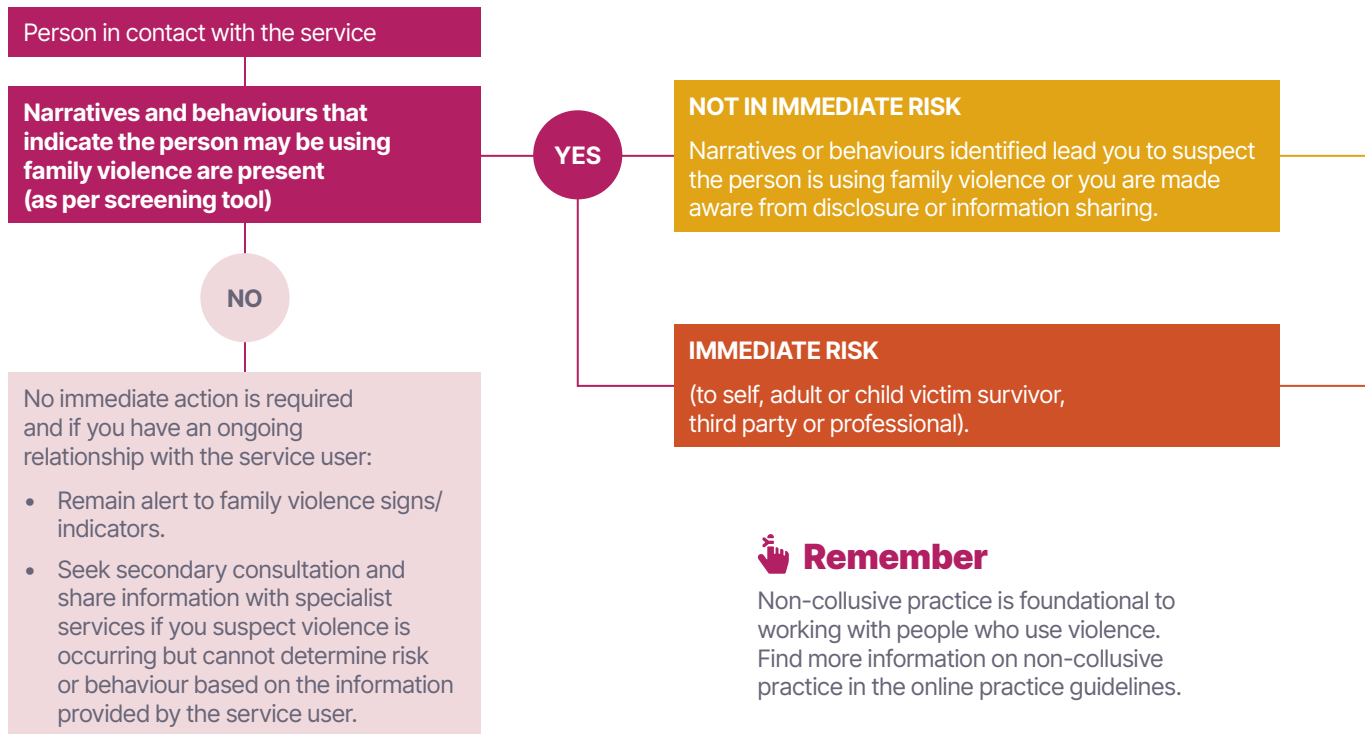 Person in contact with the service
Narratives and behaviours that
indicate the person may be using
family violence are present
(as per screening tool)
YES
NOT IN IMMEDIATE RISK
Narratives or behaviours identified lead you to suspect
the person is using family violence or you are made
aware from disclosure or information sharing.
IMMEDIATE RISK
(to self, adult or child victim survivor,
third party or professional).
NO
No immediate action is required
and if you have an ongoing
relationship with the service user:
• Remain alert to family violence signs/
indicators.
• Seek secondary consultation and
share information with specialist
services if you suspect violence is
occurring but cannot determine risk
or behaviour based on the information
provided by the service user.
Remember
Non-collusive practice is foundational to
working with people who use violence.
Find more information on non-collusive
practice in the online practice guidelines.